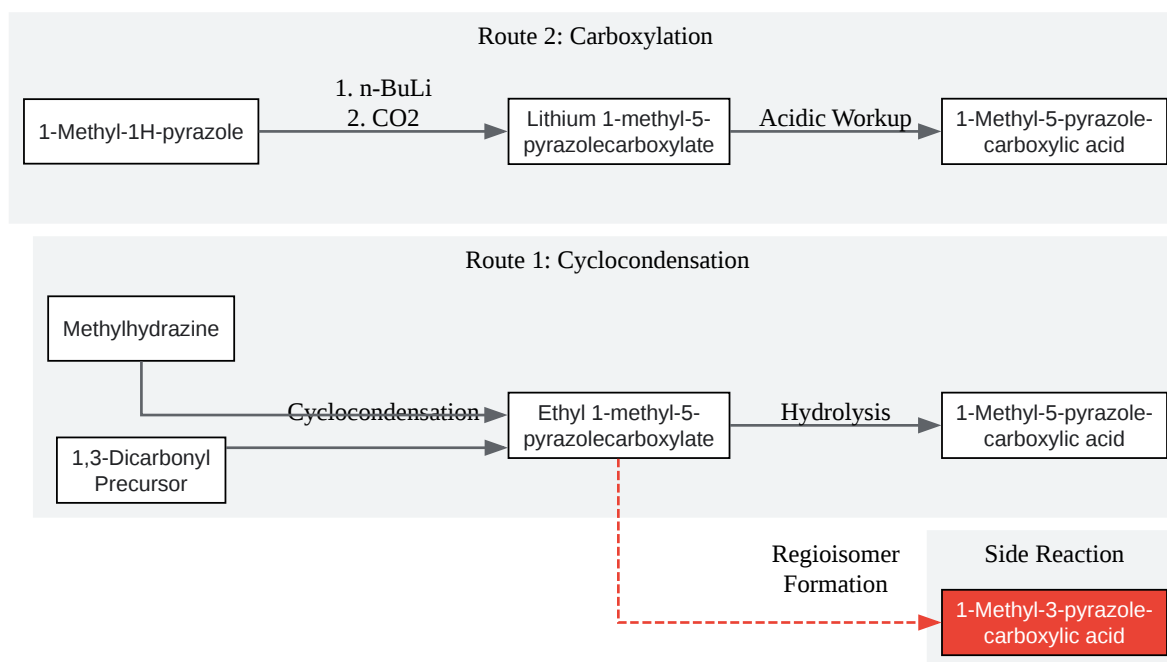 Route 2: Carboxylation
1. n-BuLi
2. CO2
1-Methyl-1H-pyrazole
Lithium 1-methyl-5-
pyrazolecarboxylate
Acidic Workup
1-Methyl-5-pyrazole-
carboxylic acid
Route 1: Cyclocondensation
Methylhydrazine
1,3-Dicarbonyl
Precursor
Cyclocondensation
Ethyl 1-methyl-5-
pyrazolecarboxylate
Hydrolysis
1-Methyl-5-pyrazole-
carboxylic acid
Regioisomer
Formation
Side Reaction
1-Methyl-3-pyrazole-
carboxylic acid